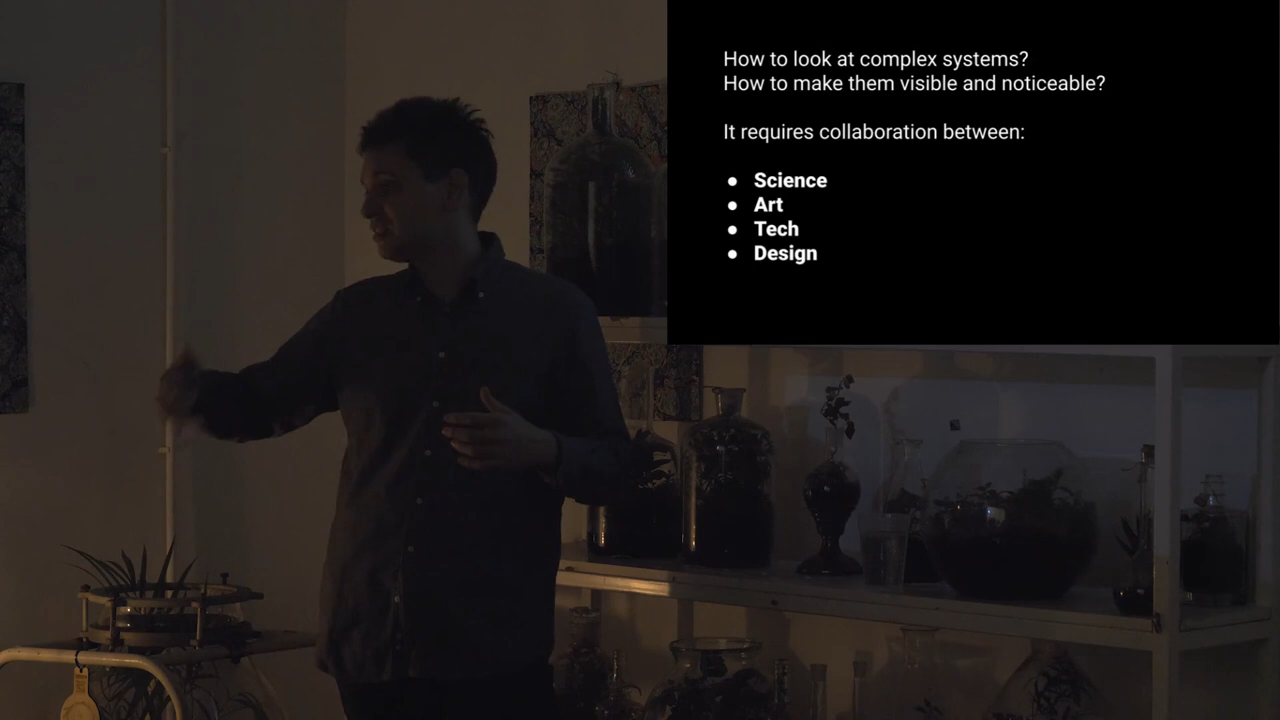 How to look at complex systems?
How to make them visible and noticeable?
It requires collaboration between:
● Science
● Art
● Tech
● Design